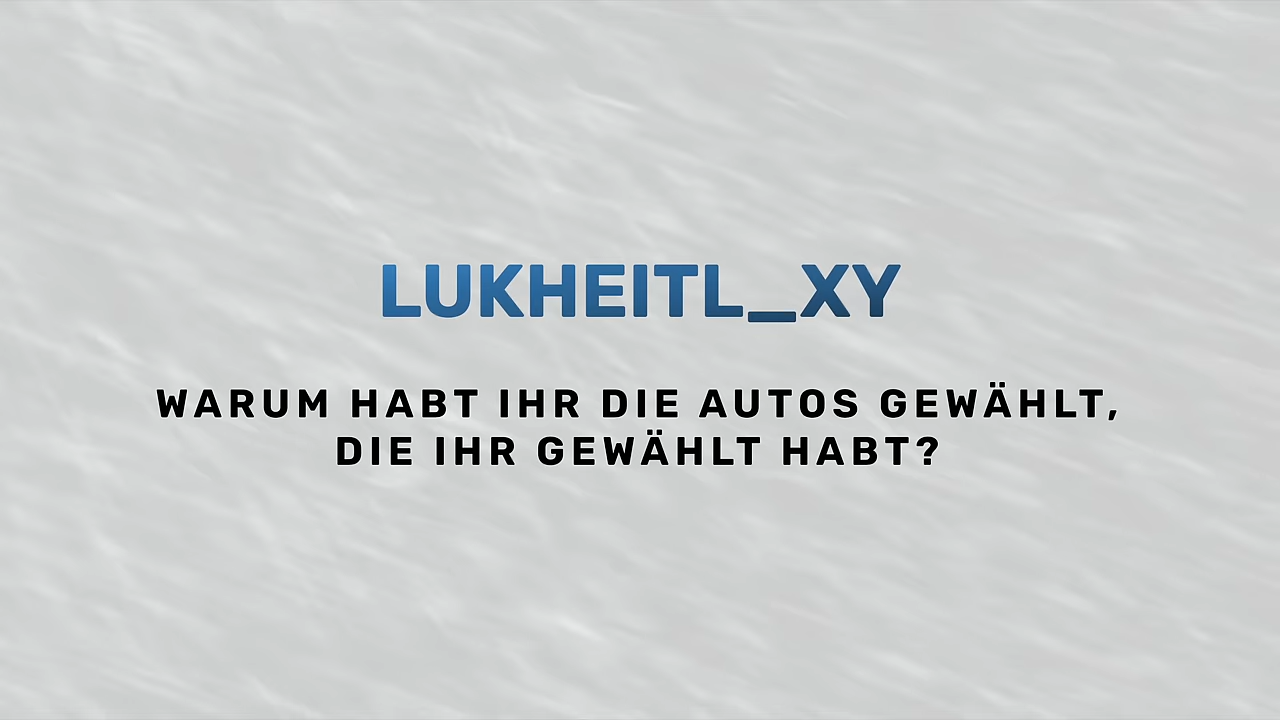 LUKHEITL_XY
WARUM HABT IHR DIE AUTOS GEWÄHLT,
DIE IHR GEWÄHLT HABT?